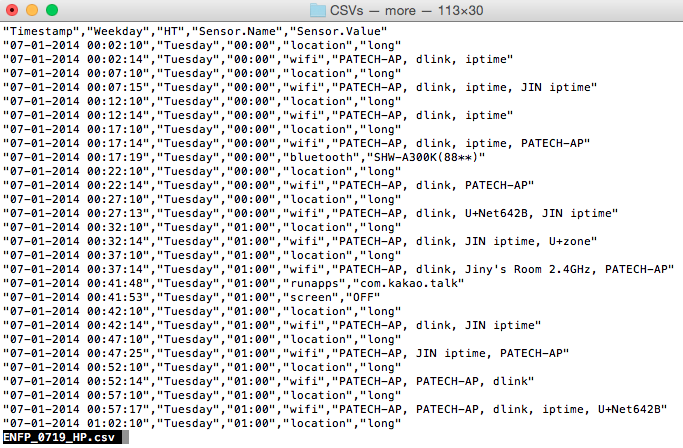 CSVs — more — 113×30
"Timestamp","Weekday","HT","Sensor.Name","Sensor.Value"
"07-01-2014 00:02:10","Tuesday","00:00","location","long"
"07-01-2014 00:02:14","Tuesday","00:00","wifi","PATECH-AP, dlink, iptime"
"07-01-2014 00:07:10","Tuesday","00:00","location","long"
"07-01-2014 00:07:15","Tuesday","00:00","wifi","PATECH-AP, dlink, iptime, JIN iptime"
"07-01-2014 00:12:10","Tuesday","00:00","location","long"
"07-01-2014 00:12:14","Tuesday","00:00","wifi","PATECH-AP, dlink, iptime"
"07-01-2014 00:17:10","Tuesday","00:00","location","long"
"07-01-2014 00:17:14","Tuesday","00:00","wifi","PATECH-AP, dlink, iptime, PATECH-AP"
"07-01-2014 00:17:19","Tuesday","00:00","bluetooth","SHW-A300K(88**)"
"07-01-2014 00:22:10","Tuesday","00:00","location","long"
"07-01-2014 00:22:14","Tuesday","00:00","wifi","PATECH-AP, dlink, PATECH-AP"
"07-01-2014 00:27:10","Tuesday","00:00","location","long"
"07-01-2014 00:27:13","Tuesday","00:00","wifi","PATECH-AP, dlink, U+Net642B, JIN iptime"
"07-01-2014 00:32:10","Tuesday","01:00","location","long"
"07-01-2014 00:32:14","Tuesday","01:00","wifi","PATECH-AP, dlink, JIN iptime, U+zone"
"07-01-2014 00:37:10","Tuesday","01:00","location","long"
"07-01-2014 00:37:14","Tuesday","01:00","wifi","PATECH-AP, dlink, Jiny's Room 2.4GHz, PATECH-AP"
"07-01-2014 00:41:48","Tuesday","01:00","runapps","com.kakao.talk"
"07-01-2014 00:41:53","Tuesday","01:00","screen","OFF"
"07-01-2014 00:42:10","Tuesday","01:00","location","long"
"07-01-2014 00:42:14","Tuesday","01:00","wifi","PATECH-AP, dlink, JIN iptime"
"07-01-2014 00:47:10","Tuesday","01:00","location","long"
"07-01-2014 00:47:25","Tuesday","01:00","wifi","PATECH-AP, JIN iptime, PATECH-AP"
"07-01-2014 00:52:10","Tuesday","01:00","location","long"
"07-01-2014 00:52:14","Tuesday","01:00","wifi","PATECH-AP, PATECH-AP, dlink"
"07-01-2014 00:57:10","Tuesday","01:00","location","long"
"07-01-2014 00:57:17","Tuesday","01:00","wifi","PATECH-AP, PATECH-AP, dlink, iptime, U+Net642B"
"07-01-2014 01:02:10","Tuesday","01:00","location","long"
ENFP_0719_HP.csv